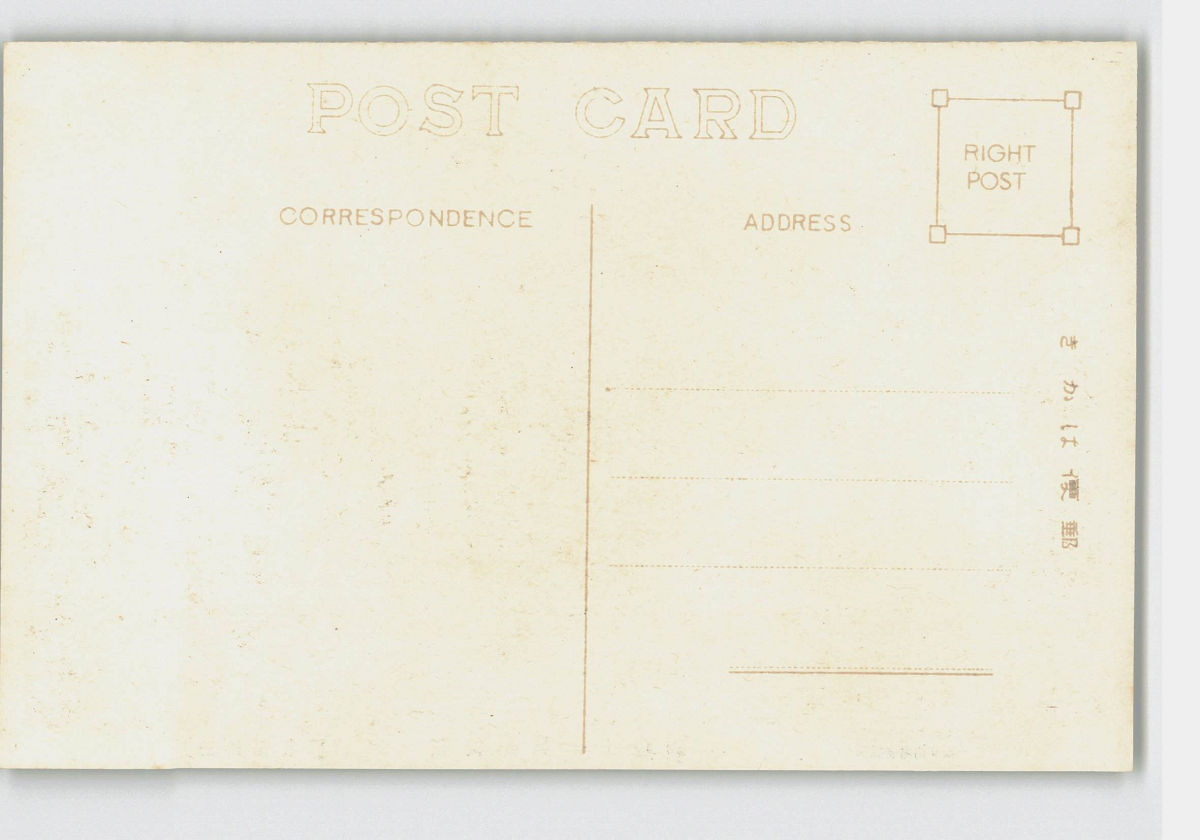 POST CARD
RIGHT
POST
CORRESPONDENCE
ADDRESS
郵便はかき